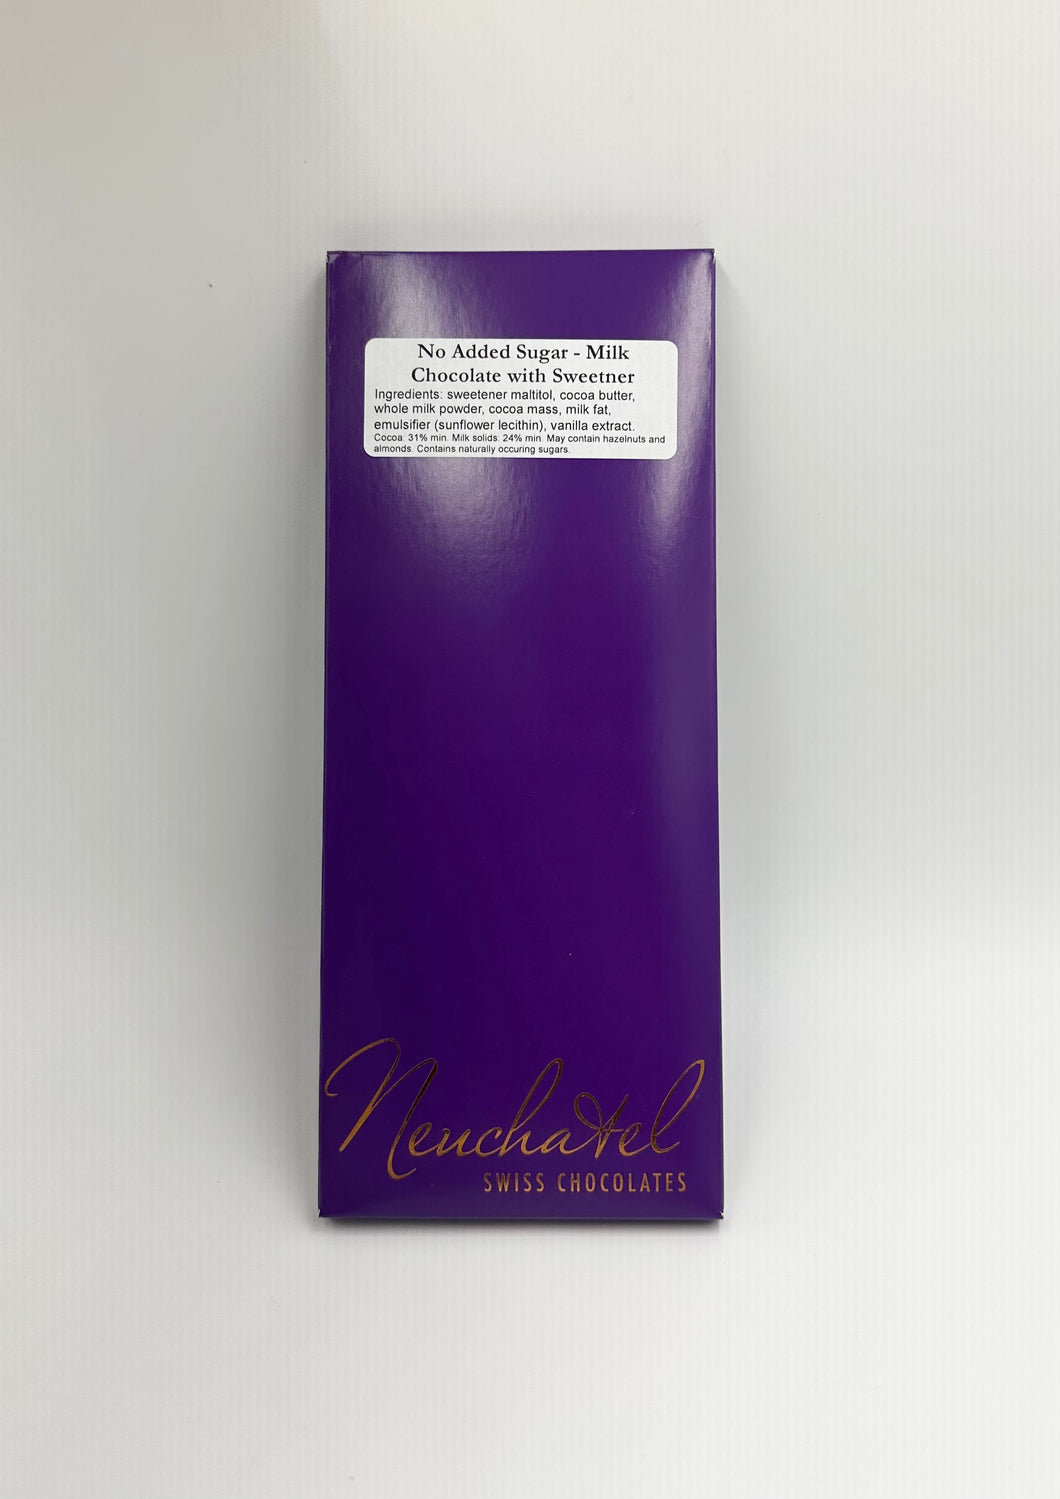 No Added Sugar - Milk
Chocolate with Sweetner
Ingredients: sweetener maltitol, cocoa butter,
whole milk powder, cocoa mass, milk fat,
emulsifier (sunflower lecithin), vanilla extract.
Cocoa: 31% min. Milk solids: 24% min. May contain hazelnuts and
almonds. Contains naturally occuring sugars.
Neuchatel
SWISS CHOCOLATES